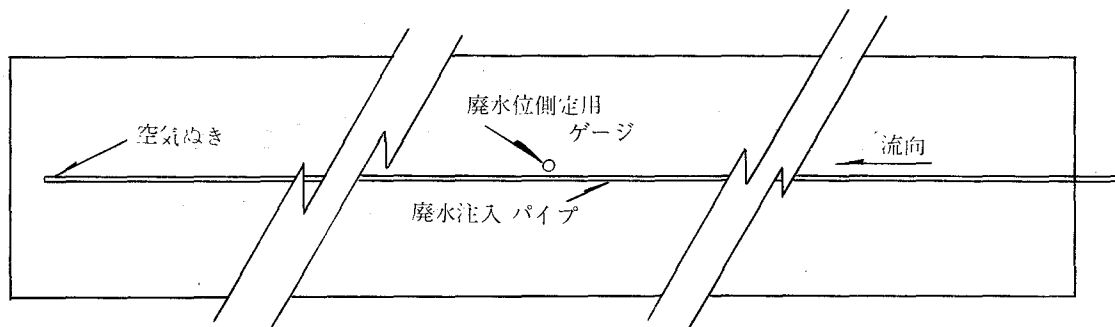 空気ぬき
廃水位側定用
ゲージ
流向
廃水注入 パイプ